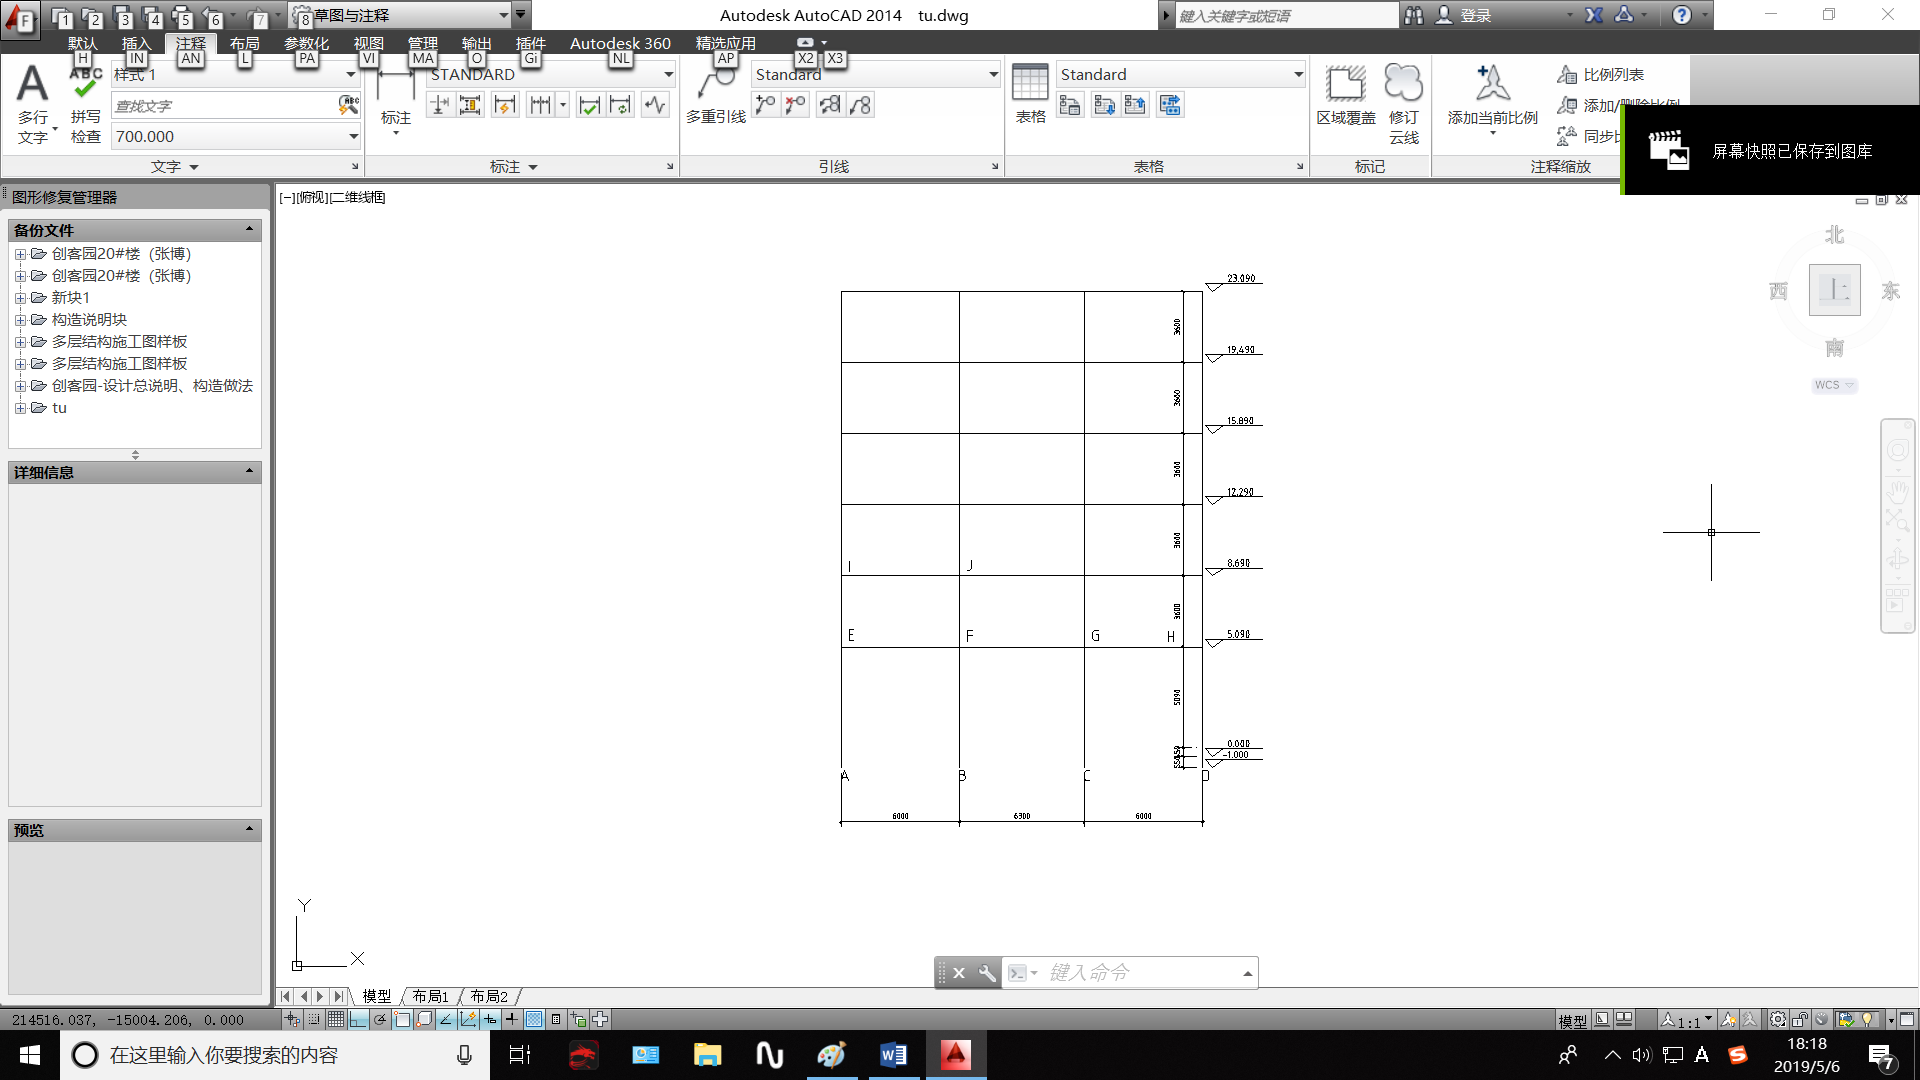 1 2 3 4 5 6 7 8 草图与注释
Autodesk AutoCAD 2014 tu.dwg
键入关键字或短语 登录
默认 插入 注释 布局 参数化 视图 管理 输出 插件 Autodesk 360 精选应用
F H IN AN L PA VI MA O GI NL AP X2 X3
多行文字 拼写检查 样式 1
查找文字
700.000
标注 STANDARD
多重引线 Standard
表格 Standard
区域覆盖 修订云线
添加当前比例 比例列表
文字 标注 引线 表格 标记 注释缩放
屏幕快照已保存到图库
图形修复管理器
备份文件
创客园20#楼（张博）
创客园20#楼（张博）
新块1
构造说明块
多层结构施工图样板
多层结构施工图样板
创客园-设计总说明、构造做法
tu
详细信息
预览
[−][俯视][二维线框]
北
西 上 东
南
WCS
23.090
3600
19.490
3600
15.890
3600
12.290
3600
8.690
I J
3600
5.090
E F G H
5090
0.000
-1.000
A B C D
6000 6300 6000
Y
X
键入命令
模型 布局1 布局2
214516.037, -15004.206, 0.000
模型 1:1
在这里输入你要搜索的内容
18:18
2019/5/6
7